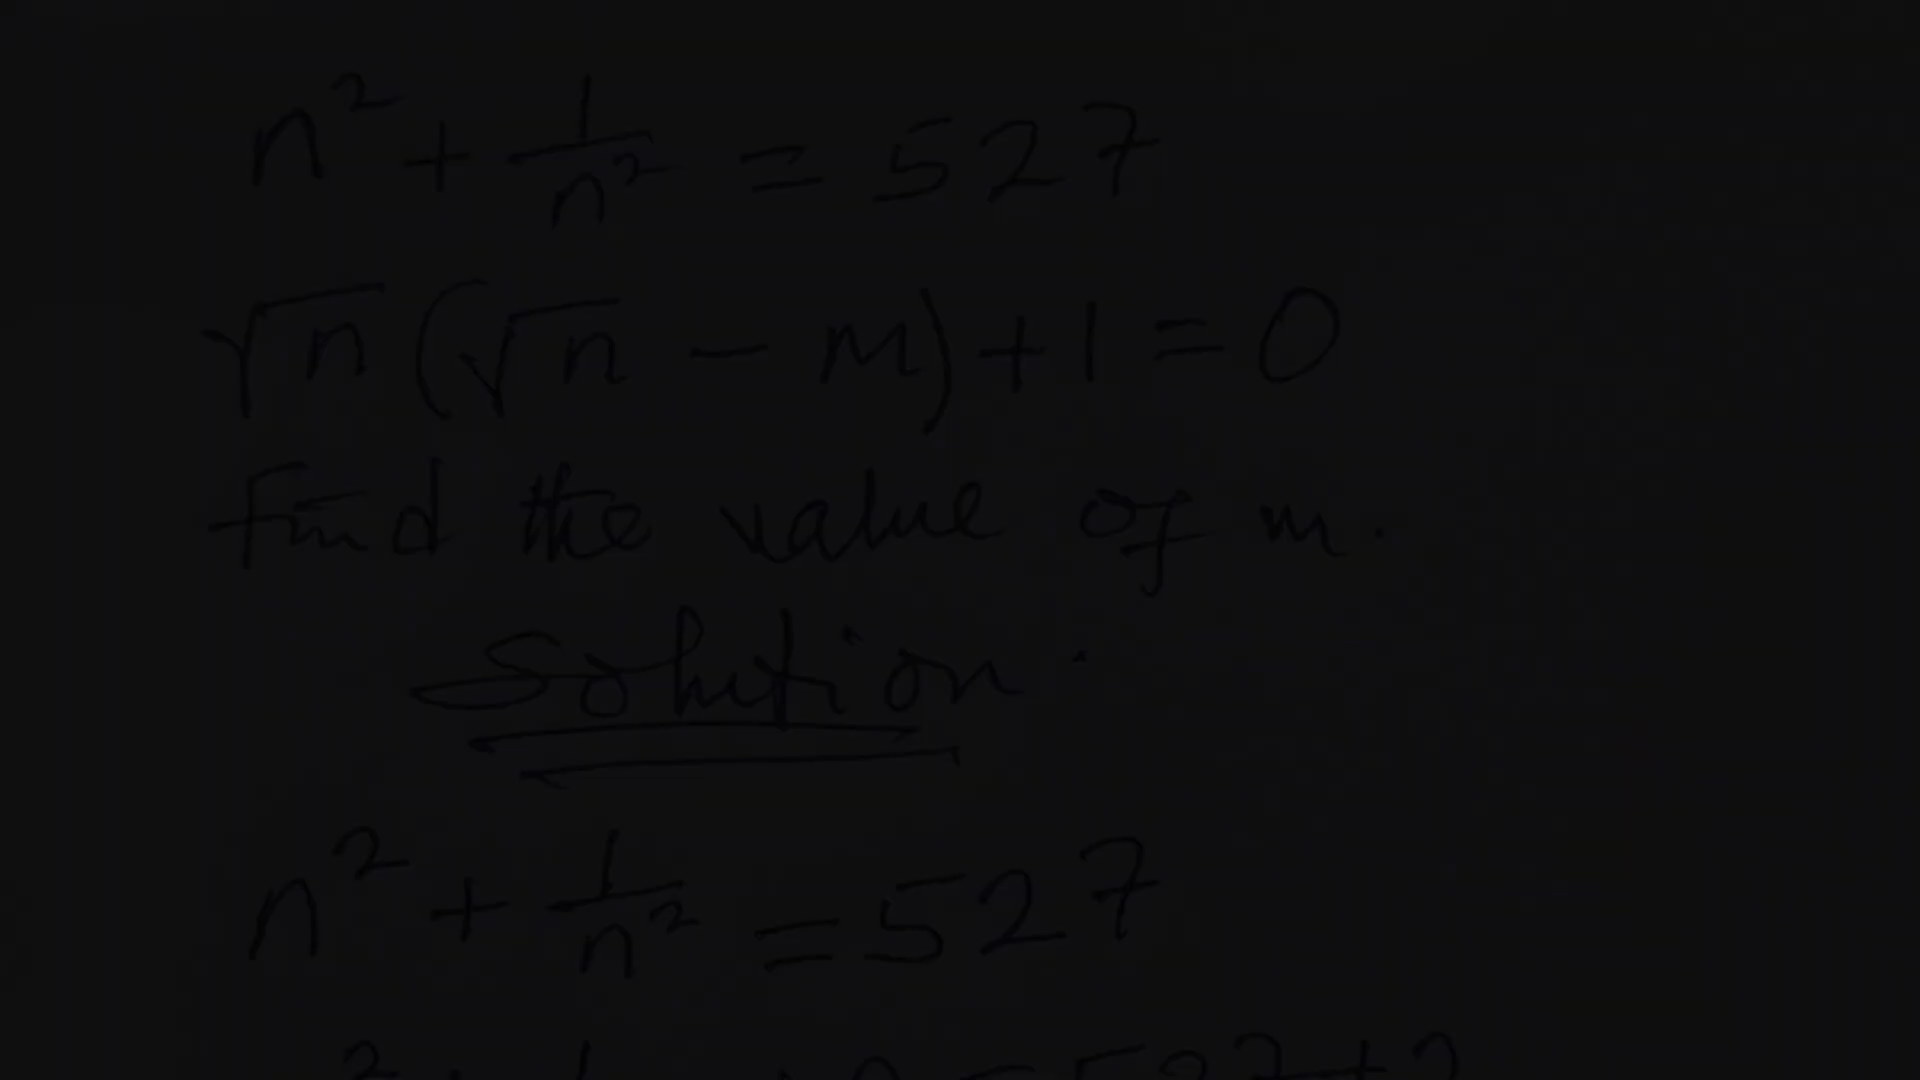 n² + 1/n² = 527
√n (√n − m) + 1 = 0
Find the value of m.
Solution.
n² + 1/n² = 527